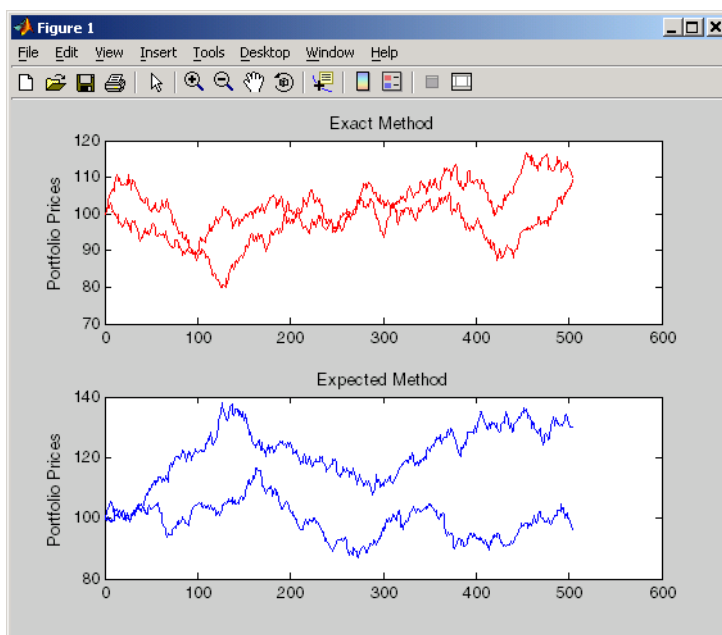 Figure 1
File Edit View Insert Tools Desktop Window Help
Exact Method
Portfolio Prices
120
110
100
90
80
70
0 100 200 300 400 500 600
Expected Method
Portfolio Prices
140
120
100
80
0 100 200 300 400 500 600